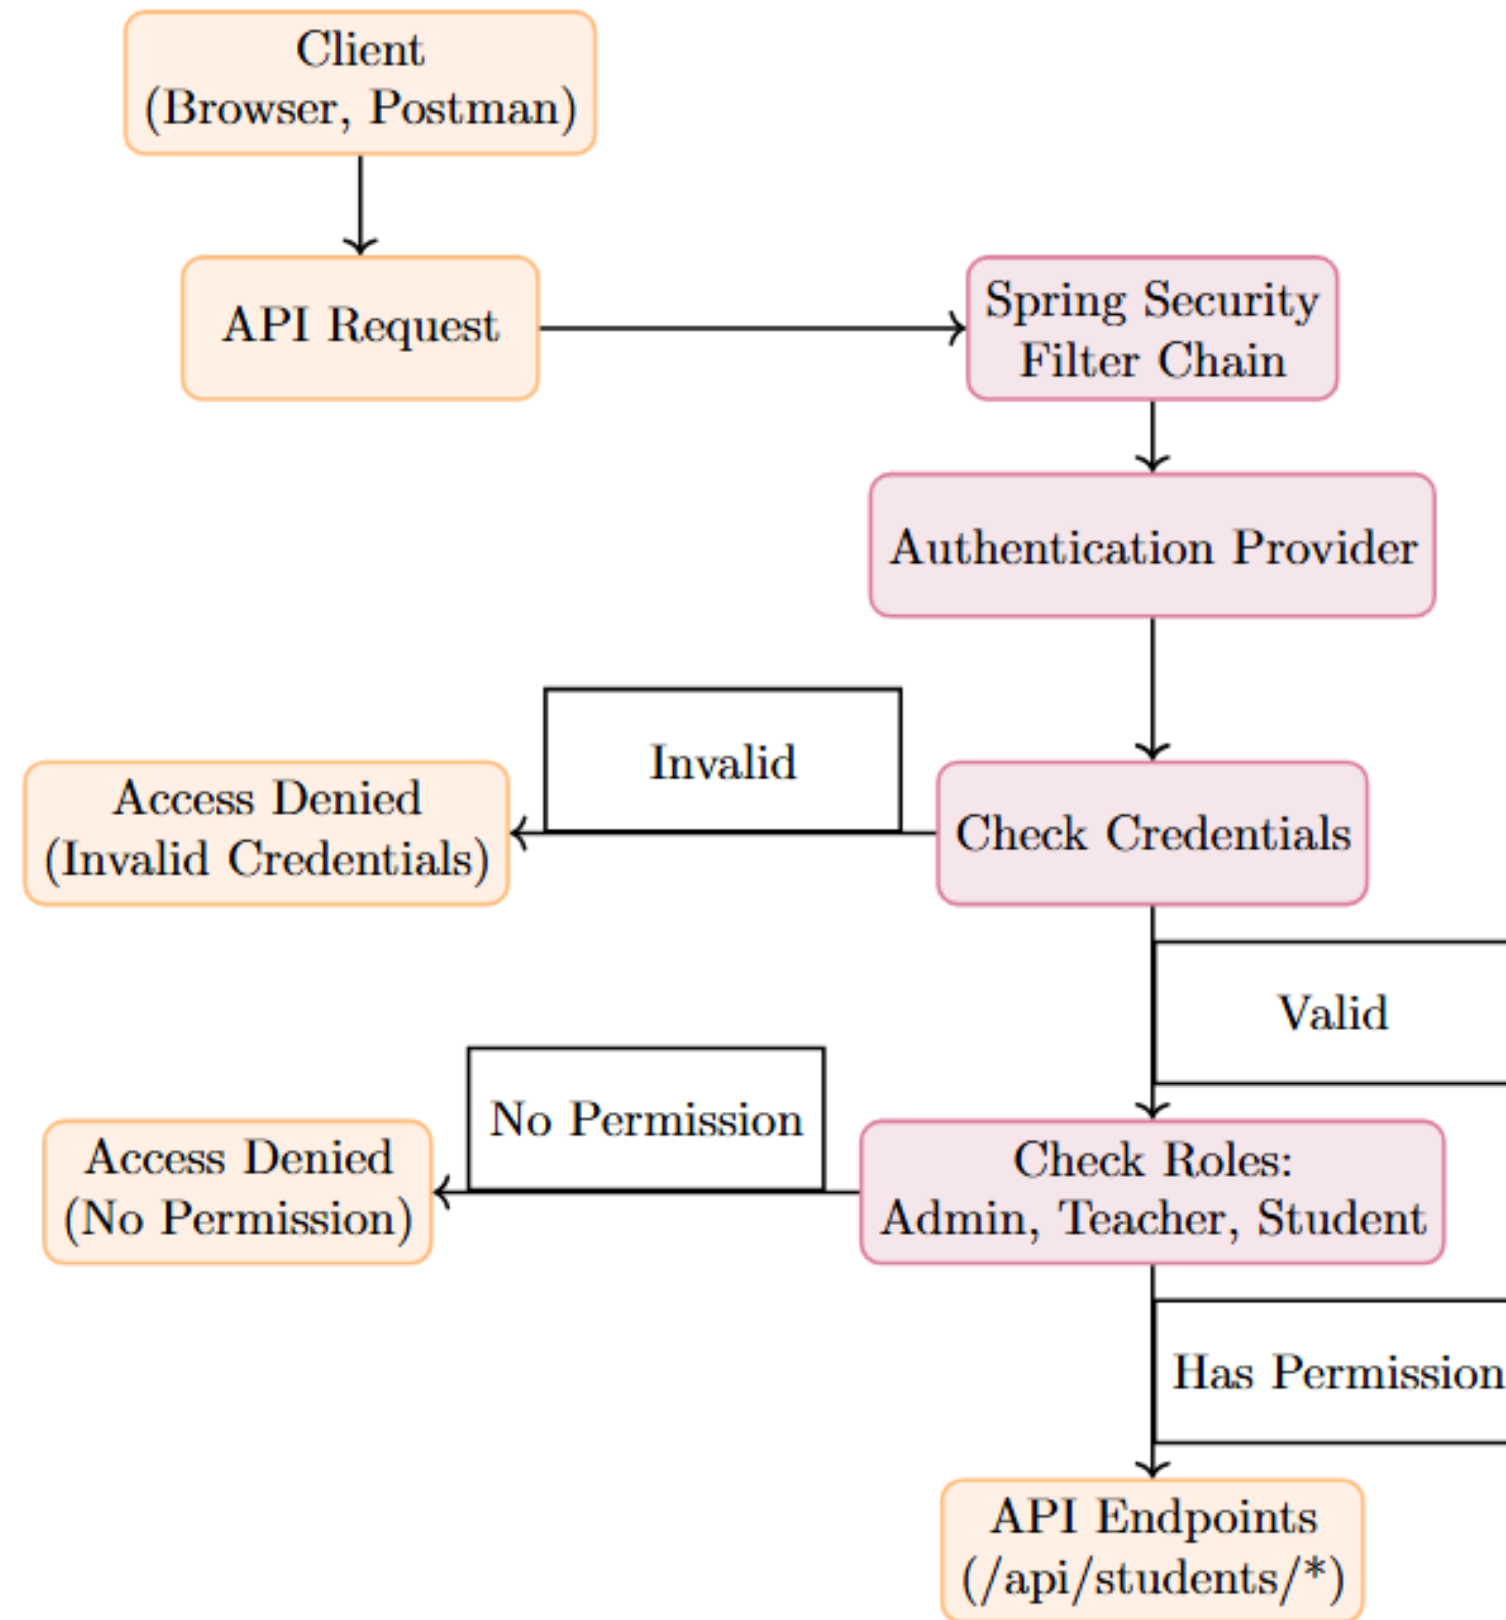 Client
(Browser, Postman)
API Request
Spring Security
Filter Chain
Authentication Provider
Invalid
Access Denied
(Invalid Credentials)
Check Credentials
Valid
No Permission
Access Denied
(No Permission)
Check Roles:
Admin, Teacher, Student
Has Permission
API Endpoints
(/api/students/*)